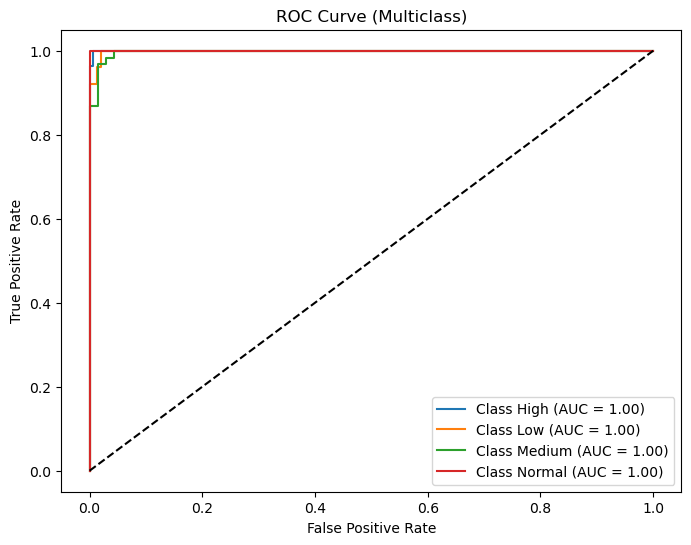 ROC Curve (Multiclass)
True Positive Rate
1.0
0.8
0.6
0.4
0.2
0.0
Class High (AUC = 1.00)
Class Low (AUC = 1.00)
Class Medium (AUC = 1.00)
Class Normal (AUC = 1.00)
0.0 0.2 0.4 0.6 0.8 1.0
False Positive Rate